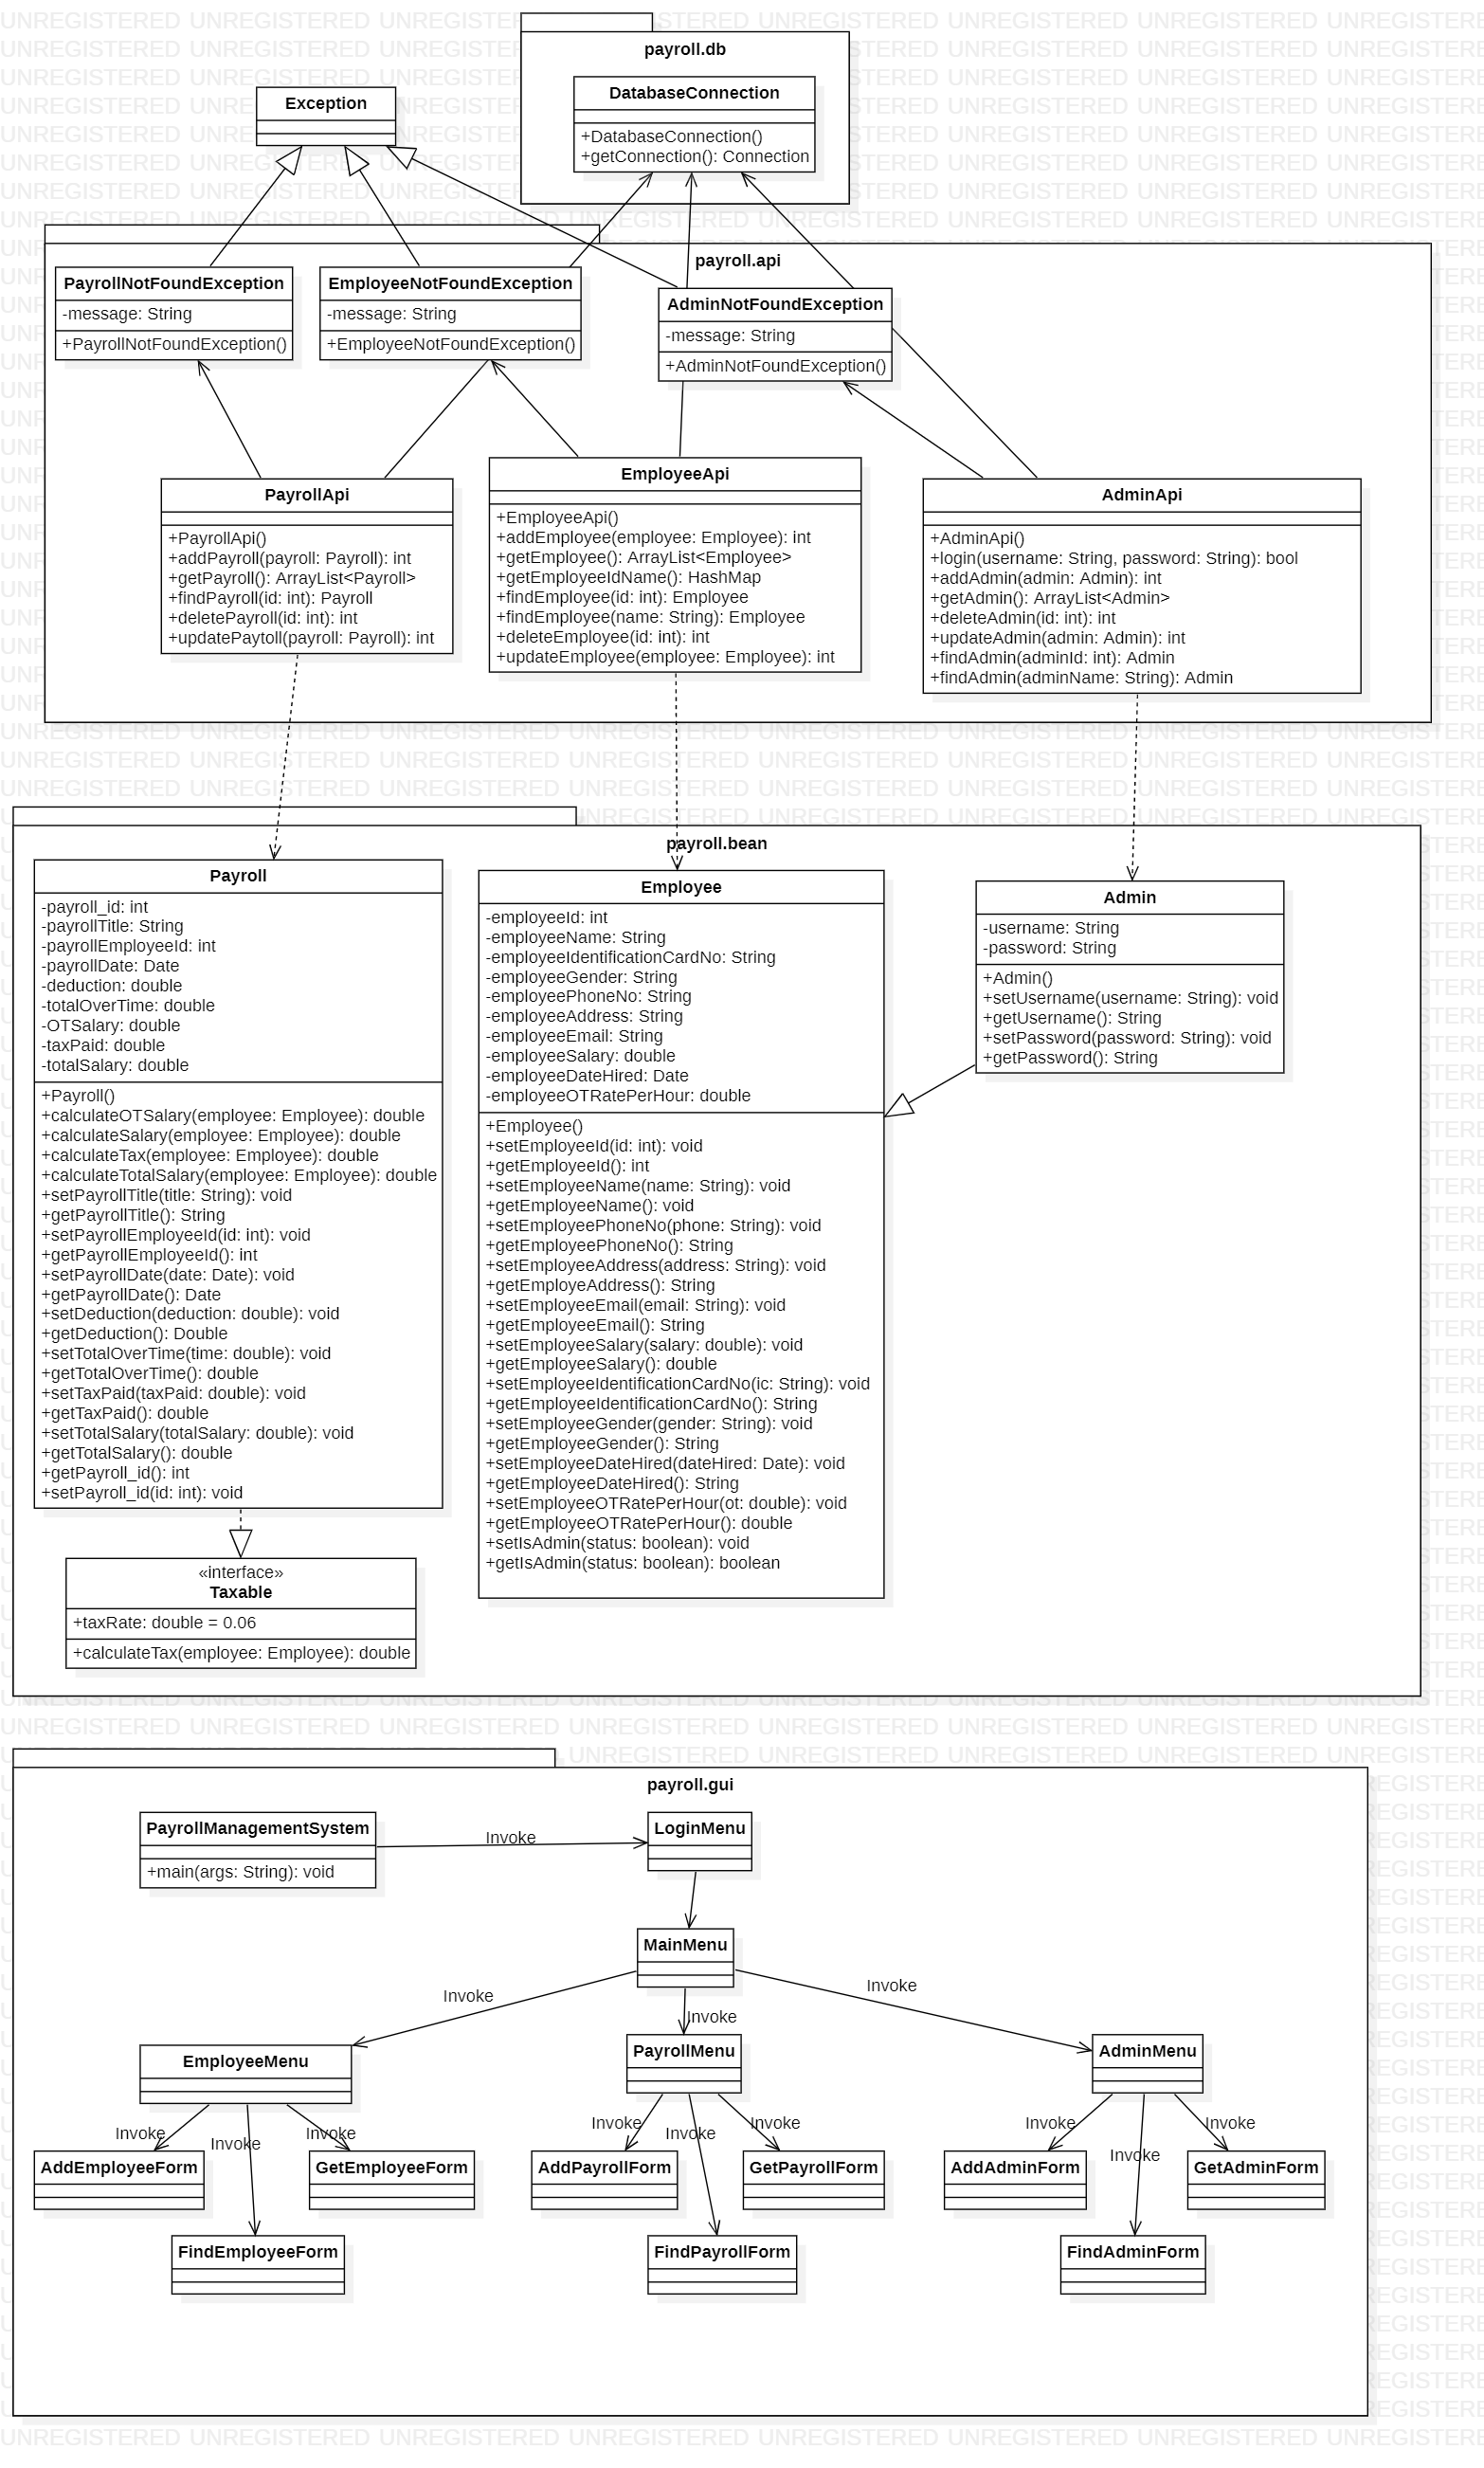 payroll.db
DatabaseConnection
+DatabaseConnection()
+getConnection(): Connection
Exception
payroll.api
PayrollNotFoundException
-message: String
+PayrollNotFoundException()
EmployeeNotFoundException
-message: String
+EmployeeNotFoundException()
AdminNotFoundException
-message: String
+AdminNotFoundException()
PayrollApi
+PayrollApi()
+addPayroll(payroll: Payroll): int
+getPayroll(): ArrayList<Payroll>
+findPayroll(id: int): Payroll
+deletePayroll(id: int): int
+updatePaytoll(payroll: Payroll): int
EmployeeApi
+EmployeeApi()
+addEmployee(employee: Employee): int
+getEmployee(): ArrayList<Employee>
+getEmployeeIdName(): HashMap
+findEmployee(id: int): Employee
+findEmployee(name: String): Employee
+deleteEmployee(id: int): int
+updateEmployee(employee: Employee): int
AdminApi
+AdminApi()
+login(username: String, password: String): bool
+addAdmin(admin: Admin): int
+getAdmin(): ArrayList<Admin>
+deleteAdmin(id: int): int
+updateAdmin(admin: Admin): int
+findAdmin(adminId: int): Admin
+findAdmin(adminName: String): Admin
payroll.bean
Payroll
-payroll_id: int
-payrollTitle: String
-payrollEmployeeId: int
-payrollDate: Date
-deduction: double
-totalOverTime: double
-OTSalary: double
-taxPaid: double
-totalSalary: double
+Payroll()
+calculateOTSalary(employee: Employee): double
+calculateSalary(employee: Employee): double
+calculateTax(employee: Employee): double
+calculateTotalSalary(employee: Employee): double
+setPayrollTitle(title: String): void
+getPayrollTitle(): String
+setPayrollEmployeeId(id: int): void
+getPayrollEmployeeId(): int
+setPayrollDate(date: Date): void
+getPayrollDate(): Date
+setDeduction(deduction: double): void
+getDeduction(): Double
+setTotalOverTime(time: double): void
+getTotalOverTime(): double
+setTaxPaid(taxPaid: double): void
+getTaxPaid(): double
+setTotalSalary(totalSalary: double): void
+getTotalSalary(): double
+getPayroll_id(): int
+setPayroll_id(id: int): void
«interface»
Taxable
+taxRate: double = 0.06
+calculateTax(employee: Employee): double
Employee
-employeeId: int
-employeeName: String
-employeeIdentificationCardNo: String
-employeeGender: String
-employeePhoneNo: String
-employeeAddress: String
-employeeEmail: String
-employeeSalary: double
-employeeDateHired: Date
-employeeOTRatePerHour: double
+Employee()
+setEmployeeId(id: int): void
+getEmployeeId(): int
+setEmployeeName(name: String): void
+getEmployeeName(): void
+setEmployeePhoneNo(phone: String): void
+getEmployeePhoneNo(): String
+setEmployeeAddress(address: String): void
+getEmployeAddress(): String
+setEmployeeEmail(email: String): void
+getEmployeeEmail(): String
+setEmployeeSalary(salary: double): void
+getEmployeeSalary(): double
+setEmployeeIdentificationCardNo(ic: String): void
+getEmployeeIdentificationCardNo(): String
+setEmployeeGender(gender: String): void
+getEmployeeGender(): String
+setEmployeeDateHired(dateHired: Date): void
+getEmployeeDateHired(): String
+setEmployeeOTRatePerHour(ot: double): void
+getEmployeeOTRatePerHour(): double
+setIsAdmin(status: boolean): void
+getIsAdmin(status: boolean): boolean
Admin
-username: String
-password: String
+Admin()
+setUsername(username: String): void
+getUsername(): String
+setPassword(password: String): void
+getPassword(): String
payroll.gui
PayrollManagementSystem
+main(args: String): void
Invoke
LoginMenu
MainMenu
Invoke
Invoke
Invoke
EmployeeMenu
PayrollMenu
AdminMenu
Invoke
Invoke
Invoke
Invoke
Invoke
Invoke
Invoke
Invoke
Invoke
AddEmployeeForm
GetEmployeeForm
AddPayrollForm
GetPayrollForm
AddAdminForm
GetAdminForm
FindEmployeeForm
FindPayrollForm
FindAdminForm
UNREGISTERED UNREGISTERED UNREGISTERED UNREGISTERED UNREGISTERED UNREGISTERED UNREGISTERED